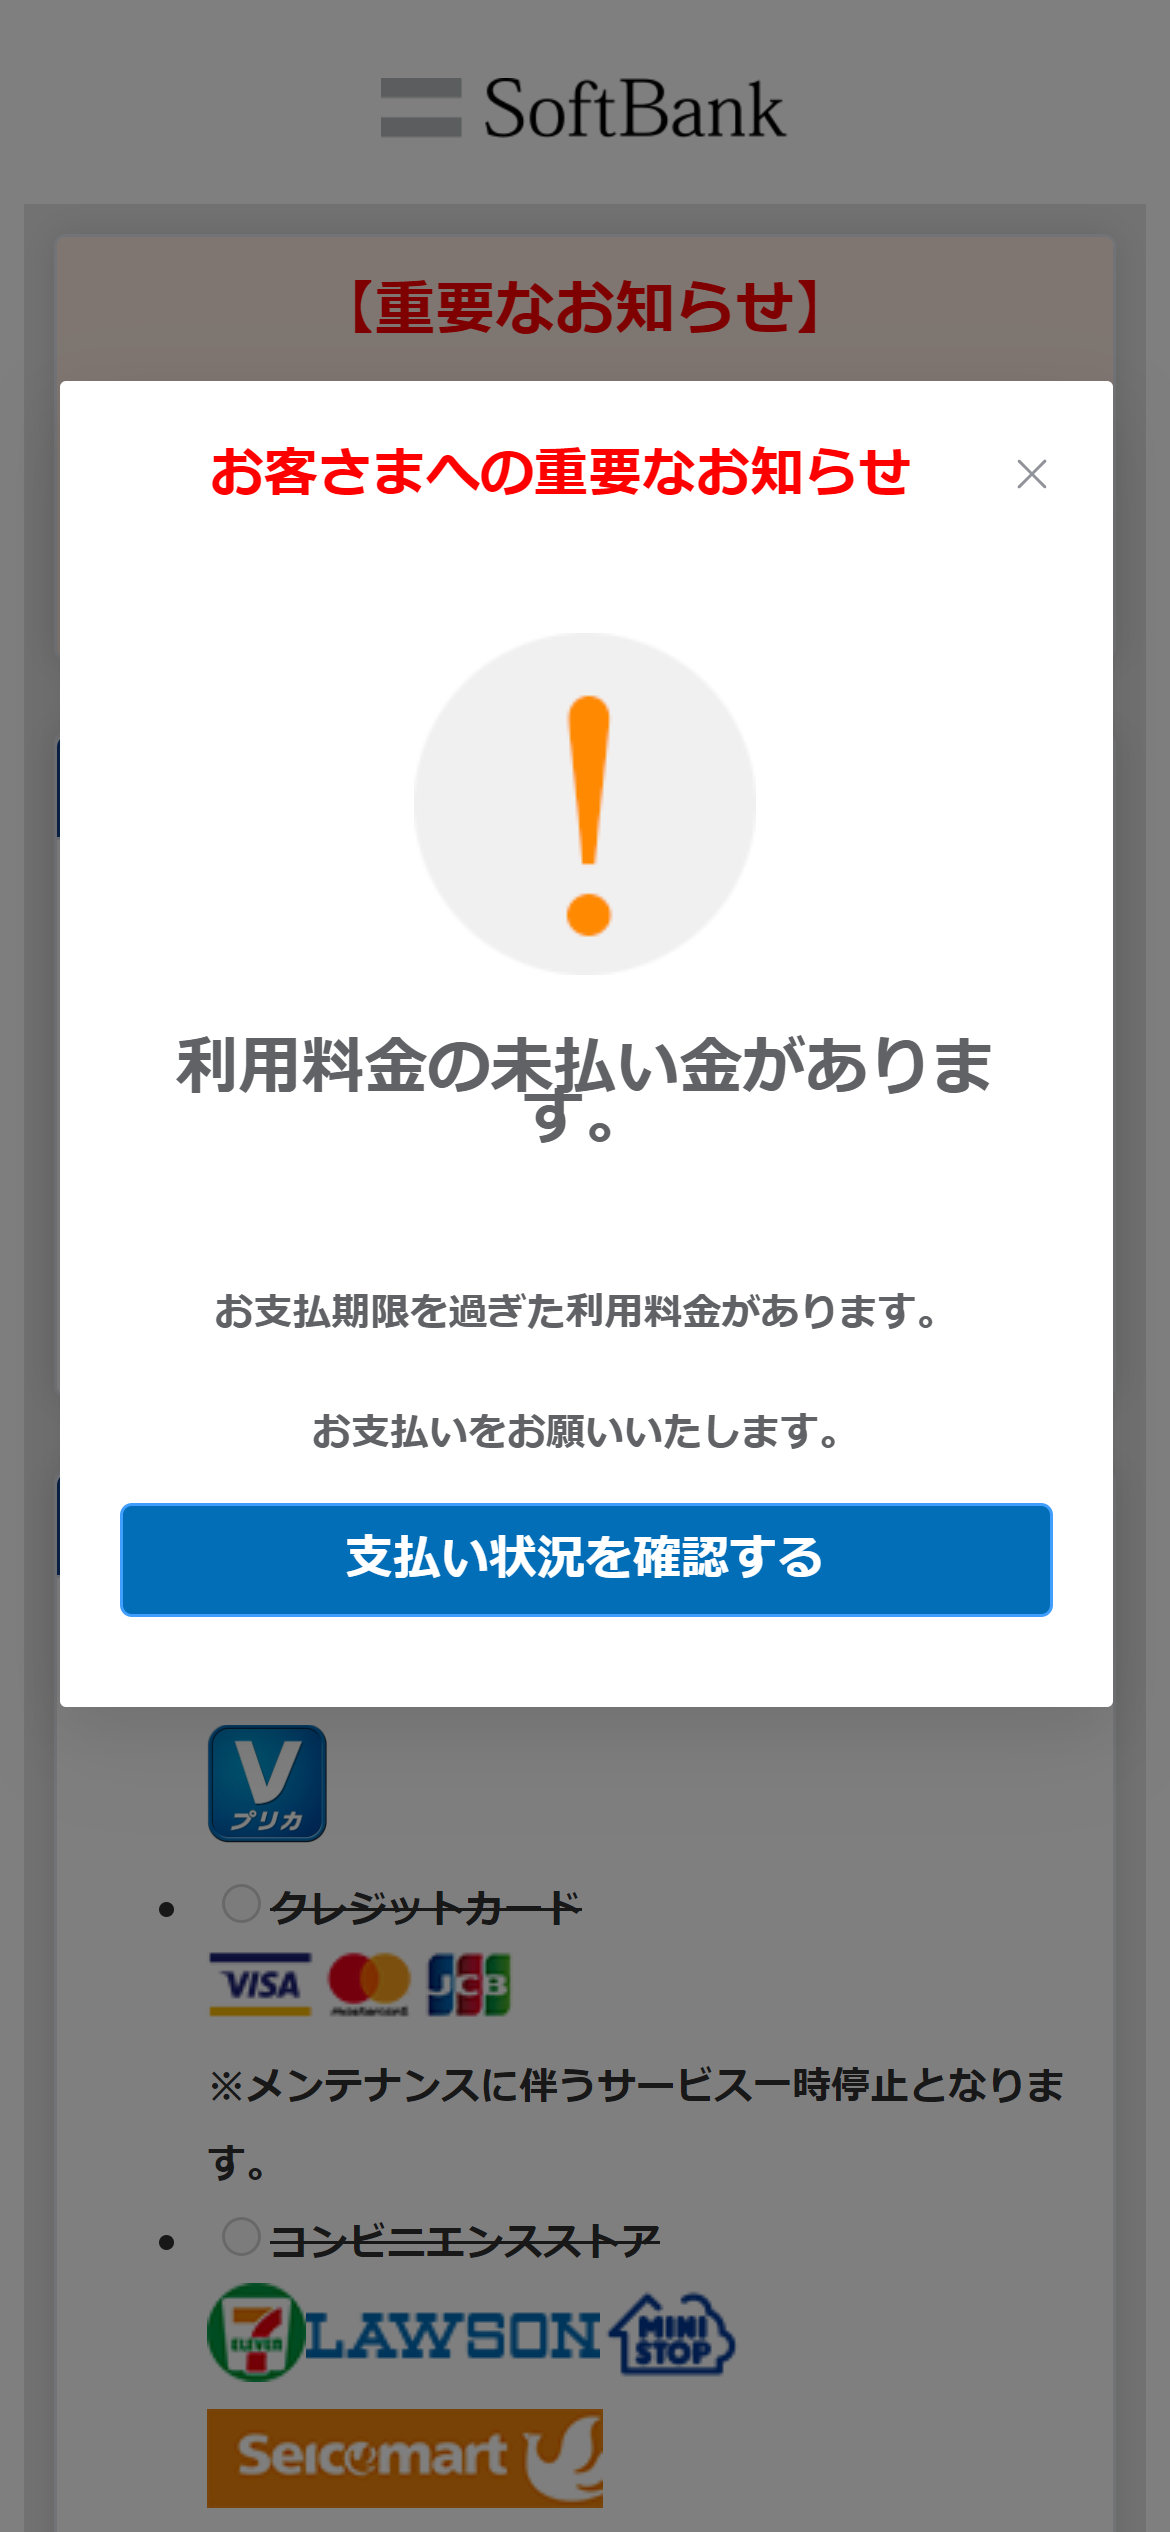 SoftBank
【重要なお知らせ】
お客さまへの重要なお知らせ
利用料金の未払い金がありま
す。
お支払期限を過ぎた利用料金があります。
お支払いをお願いいたします。
支払い状況を確認する
V
プリカ
クレジットカード
VISA mastercard JCB
※メンテナンスに伴うサービス一時停止となりま
す。
コンビニエンスストア
7 ELEVEN LAWSON MINI STOP
Seicomart